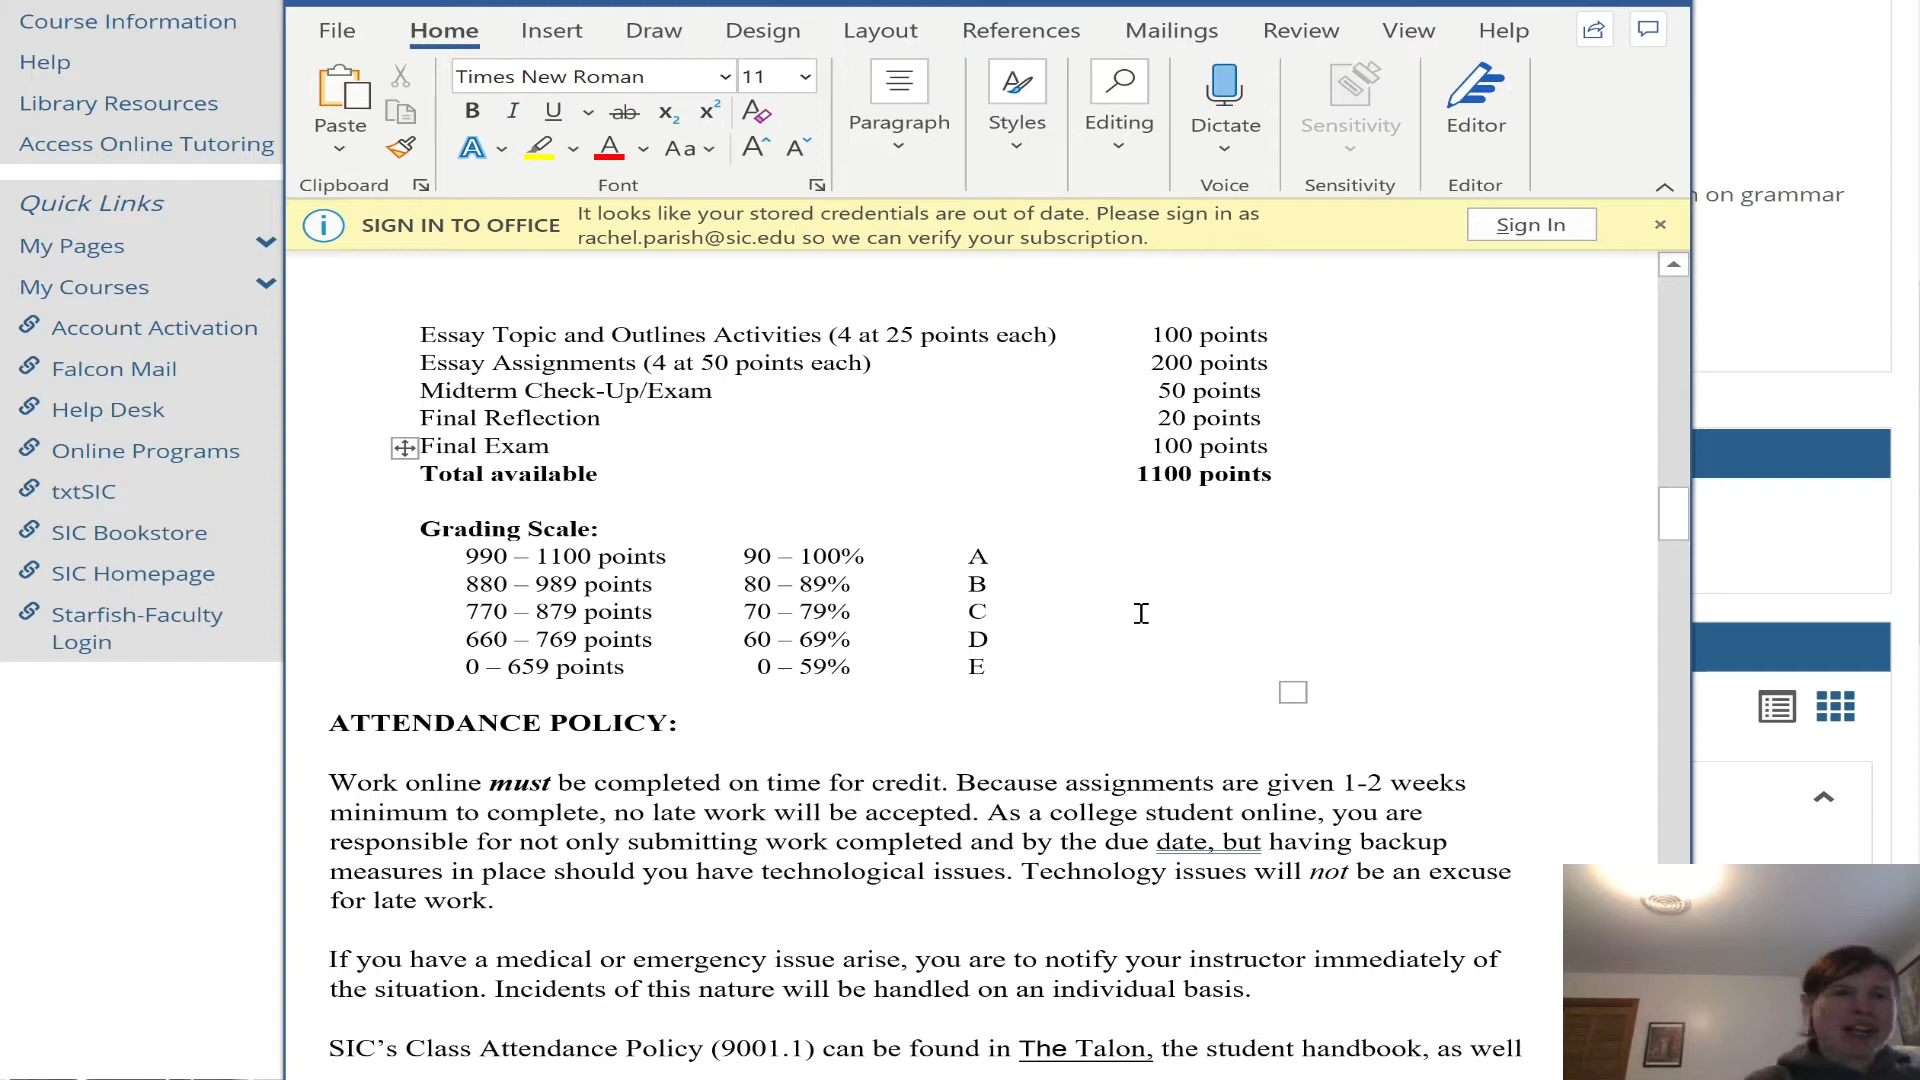 Course Information
Help
Library Resources
Access Online Tutoring
Quick Links
My Pages
My Courses
Account Activation
Falcon Mail
Help Desk
Online Programs
txtSIC
SIC Bookstore
SIC Homepage
Starfish-Faculty
Login
File Home Insert Draw Design Layout References Mailings Review View Help
Times New Roman 11
B I U ab x₂ x² A
A A Aa A A
Paste
Paragraph
Styles
Editing
Dictate
Sensitivity
Editor
Clipboard Font Voice Sensitivity Editor
SIGN IN TO OFFICE
It looks like your stored credentials are out of date. Please sign in as
rachel.parish@sic.edu so we can verify your subscription.
Sign In
on grammar
Essay Topic and Outlines Activities (4 at 25 points each) 100 points
Essay Assignments (4 at 50 points each) 200 points
Midterm Check-Up/Exam 50 points
Final Reflection 20 points
Final Exam 100 points
Total available 1100 points
Grading Scale:
990 – 1100 points 90 – 100% A
880 – 989 points 80 – 89% B
770 – 879 points 70 – 79% C
660 – 769 points 60 – 69% D
0 – 659 points 0 – 59% E
ATTENDANCE POLICY:
Work online must be completed on time for credit. Because assignments are given 1-2 weeks
minimum to complete, no late work will be accepted. As a college student online, you are
responsible for not only submitting work completed and by the due date, but having backup
measures in place should you have technological issues. Technology issues will not be an excuse
for late work.
If you have a medical or emergency issue arise, you are to notify your instructor immediately of
the situation. Incidents of this nature will be handled on an individual basis.
SIC’s Class Attendance Policy (9001.1) can be found in The Talon, the student handbook, as well